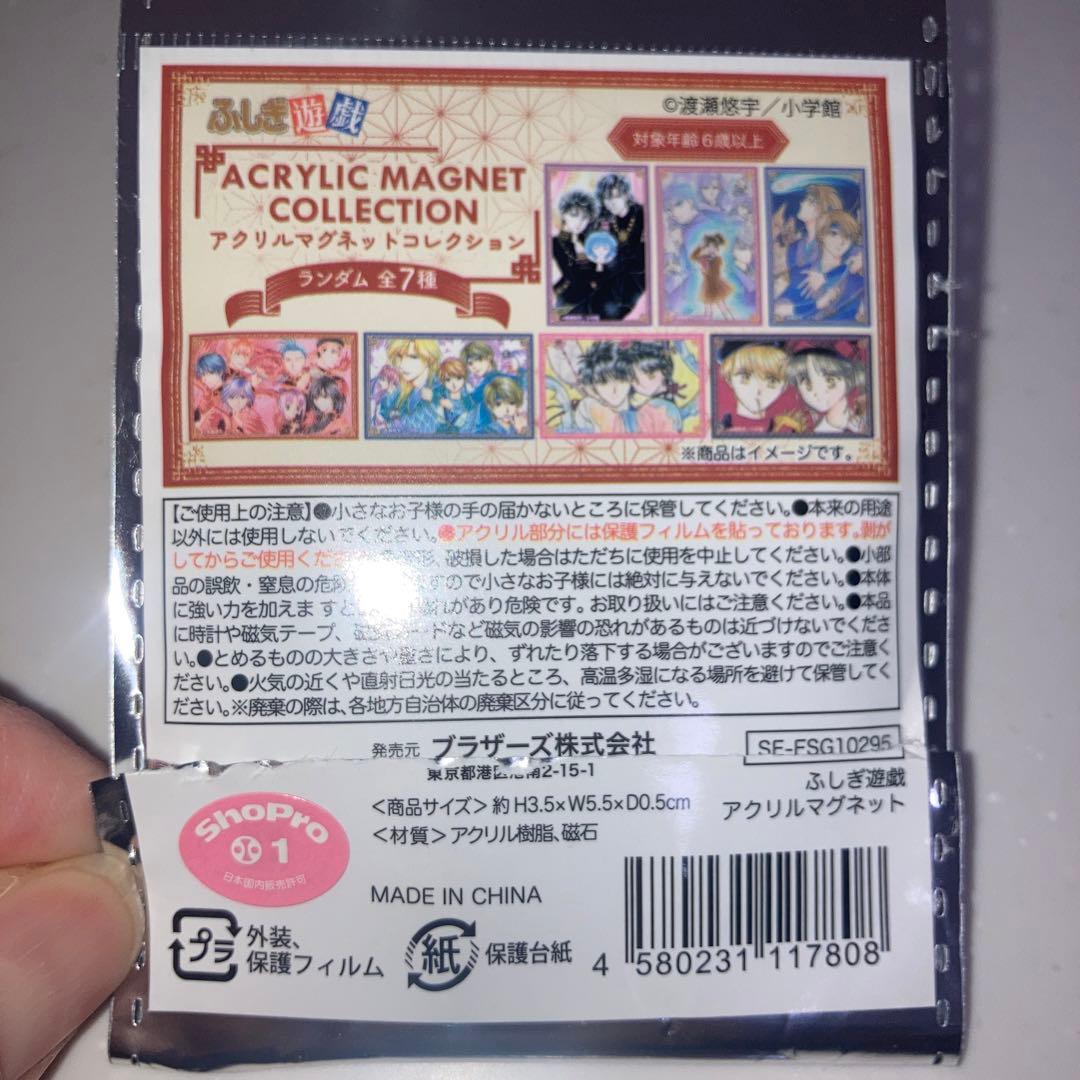 ふしぎ遊戯
©渡瀬悠宇／小学館
対象年齢6歳以上
ACRYLIC MAGNET
COLLECTION
アクリルマグネットコレクション
ランダム 全7種
※商品はイメージです。
【ご使用上の注意】●小さなお子様の手の届かないところに保管してください。●本来の用途
以外には使用しないでください。●アクリル部分には保護フィルムを貼っております。剥が
してからご使用くだ 破損した場合はただちに使用を中止してください。●小部
品の誤飲・窒息の危険 すので小さなお子様には絶対に与えないでください。●本体
に強い力を加えま すと れがあり危険です。お取り扱いにはご注意ください。●本品
に時計や磁気テープ、 など磁気の影響の恐れがあるものは近づけないでくださ
い。●とめるものの大きさや により、ずれたり落下する場合がございますのでご注意く
ださい。●火気の近くや直射日光の当たるところ、高温多湿になる場所を避けて保管してく
ださい。※廃棄の際は、各地方自治体の廃棄区分に従ってください。
発売元 ブラザーズ株式会社
SE-FSG10295
東京都港区港南2-15-1
ふしぎ遊戯
アクリルマグネット
<商品サイズ>約H3.5×W5.5×D0.5cm
<材質>アクリル樹脂、磁石
ShoPro
1
日本国内販売許可
MADE IN CHINA
プラ 外装、
保護フィルム
紙 保護台紙
4 580231 117808